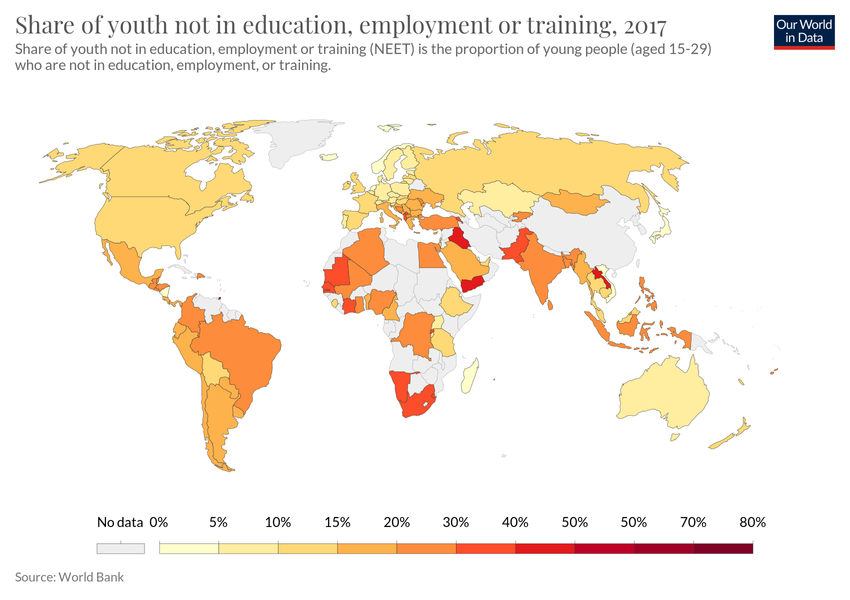 Share of youth not in education, employment or training, 2017
Our World
in Data
Share of youth not in education, employment or training (NEET) is the proportion of young people (aged 15-29)
who are not in education, employment, or training.
No data 0% 5% 10% 15% 20% 30% 40% 50% 50% 70% 80%
Source: World Bank